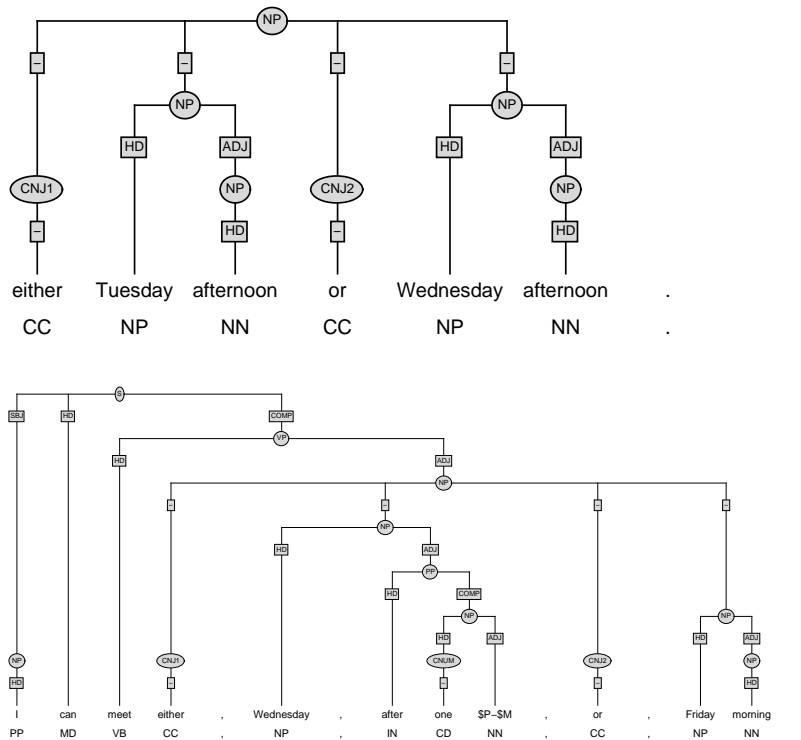 NP
– – – –
NP NP
HD ADJ HD ADJ
CNJ1 NP CNJ2 NP
– HD – HD
either Tuesday afternoon or Wednesday afternoon .
CC NP NN CC NP NN .
S
SBJ HD COMP
VP
HD ADJ
NP
– – – –
NP
HD ADJ
PP
HD COMP
NP NP
HD ADJ HD ADJ
NP CNJ1 CNUM CNJ2 NP
HD – – – HD
I can meet either , Wednesday , after one $P–$M , or , Friday morning
PP MD VB CC , NP , IN CD NN , CC , NP NN